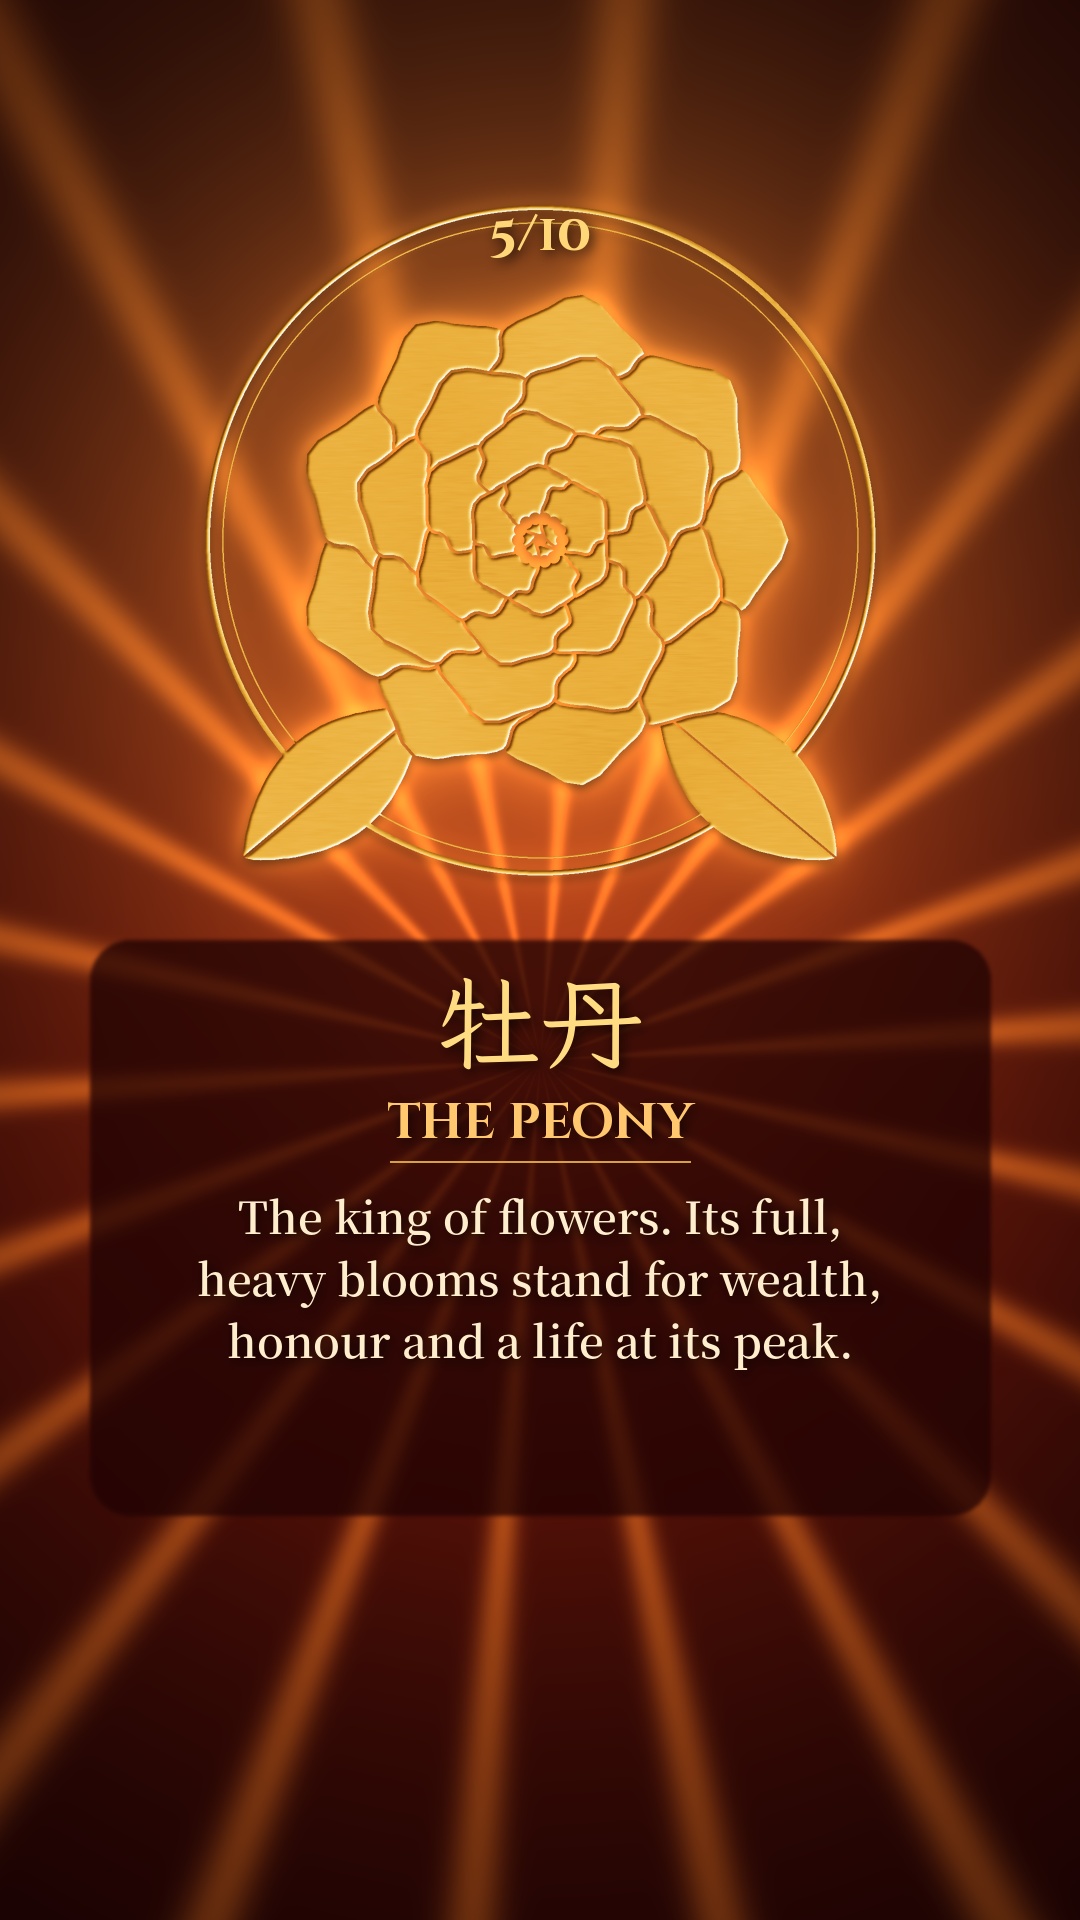 5/10
牡丹
THE PEONY
The king of flowers. Its full,
heavy blooms stand for wealth,
honour and a life at its peak.